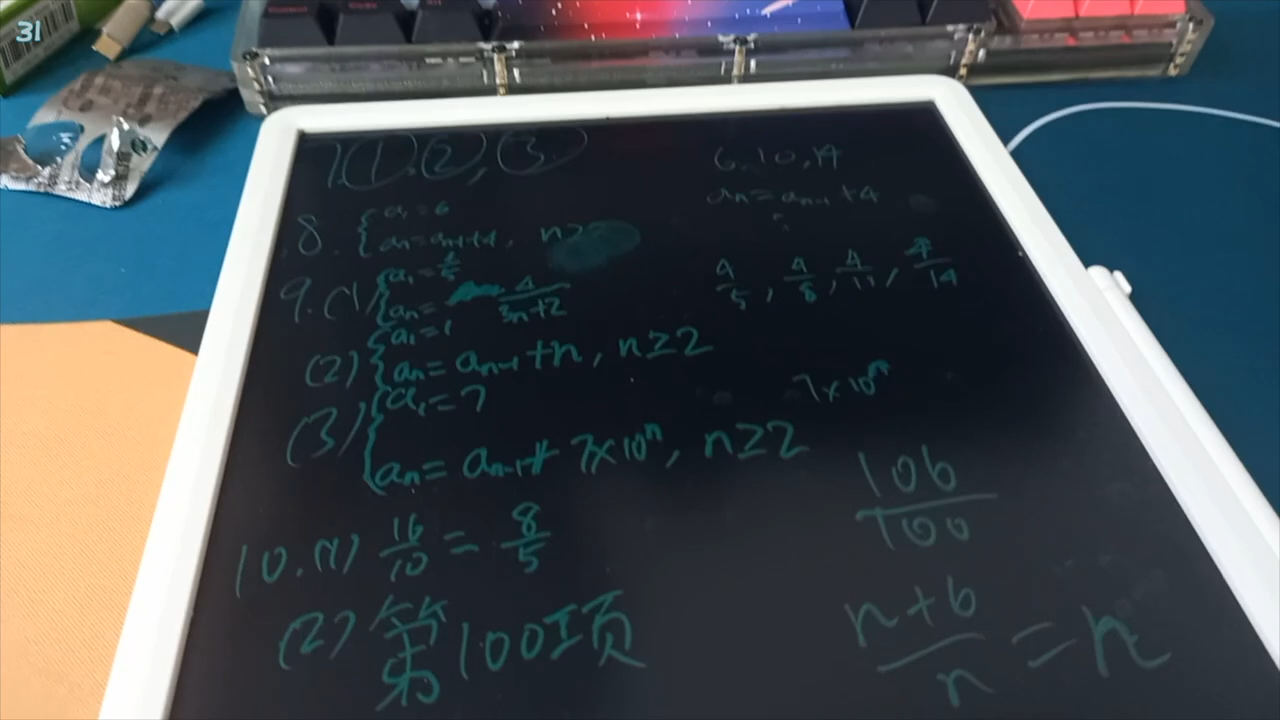 31
7.①.②,③
6,10,14
8. {a₁=6
aₙ=aₙ₋₁+4
aₙ=aₙ₋₁+4, n≥
9.(1){a₁=4/5
aₙ= 4/3n+2
4/5, 4/8, 4/11, 4/14
(2){a₁=1
aₙ=aₙ₋₁+n, n≥2
(3){a₁=7
7×10ⁿ
aₙ=aₙ₋₁+7×10ⁿ, n≥2
106/100
10.(1) 16/10=8/5
(2)第100项
n+6/n=n